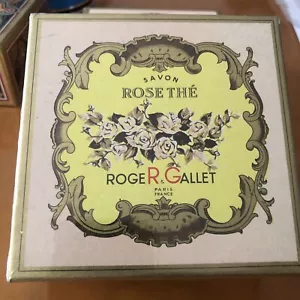 SAVON
ROSE THÉ
ROGER. GALLET
PARIS
FRANCE